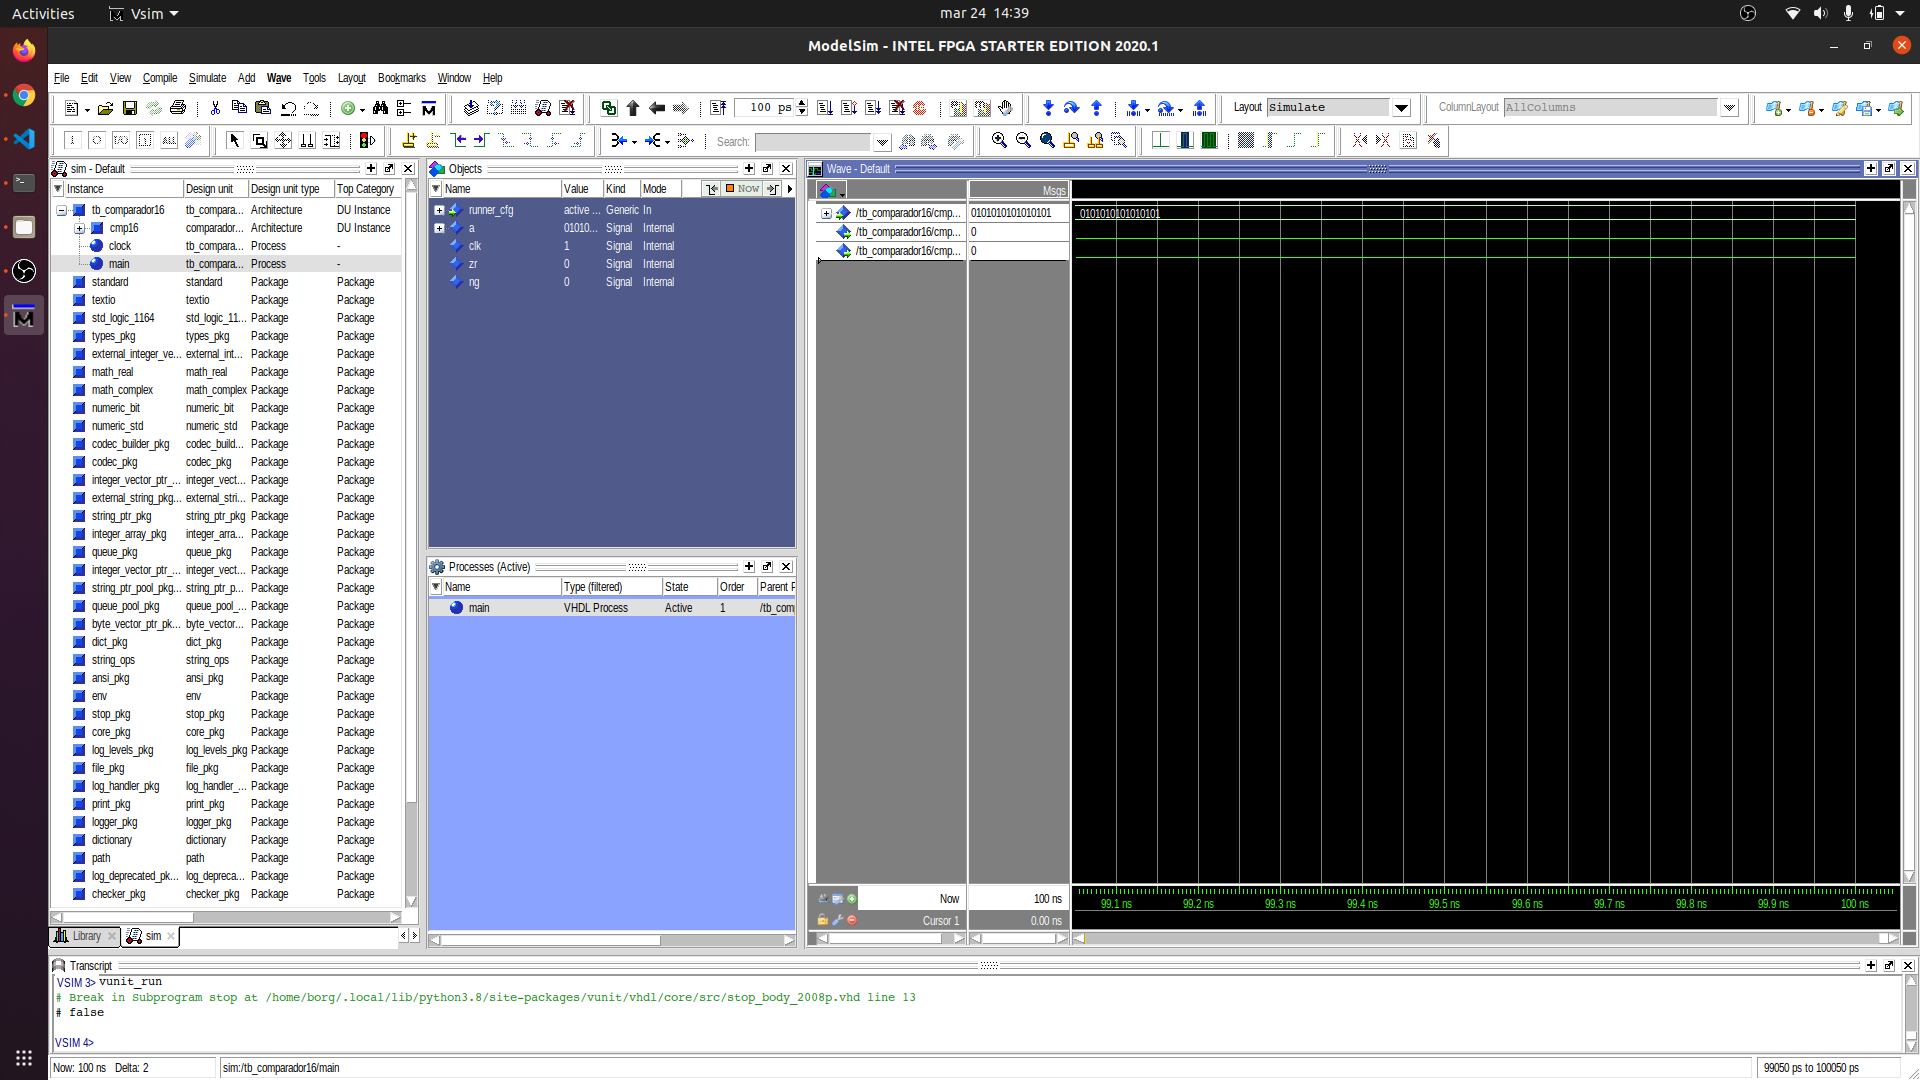 Activities
Vsim
mar 24 14:39
ModelSim - INTEL FPGA STARTER EDITION 2020.1
File Edit View Compile Simulate Add Wave Tools Layout Bookmarks Window Help
100 ps
Layout Simulate
ColumnLayout AllColumns
Search:
sim - Default
Instance Design unit Design unit type Top Category
tb_comparador16 tb_compara... Architecture DU Instance
cmp16 comparador... Architecture DU Instance
clock tb_compara... Process -
main tb_compara... Process -
standard standard Package Package
textio textio Package Package
std_logic_1164 std_logic_11... Package Package
types_pkg types_pkg Package Package
external_integer_ve... external_int... Package Package
math_real math_real Package Package
math_complex math_complex Package Package
numeric_bit numeric_bit Package Package
numeric_std numeric_std Package Package
codec_builder_pkg codec_build... Package Package
codec_pkg codec_pkg Package Package
integer_vector_ptr_... integer_vect... Package Package
external_string_pkg... external_stri... Package Package
string_ptr_pkg string_ptr_pkg Package Package
integer_array_pkg integer_arra... Package Package
queue_pkg queue_pkg Package Package
integer_vector_ptr_... integer_vect... Package Package
string_ptr_pool_pkg... string_ptr_p... Package Package
queue_pool_pkg queue_pool_... Package Package
byte_vector_ptr_pk... byte_vector... Package Package
dict_pkg dict_pkg Package Package
string_ops string_ops Package Package
ansi_pkg ansi_pkg Package Package
env env Package Package
stop_pkg stop_pkg Package Package
core_pkg core_pkg Package Package
log_levels_pkg log_levels_pkg Package Package
file_pkg file_pkg Package Package
log_handler_pkg log_handler_... Package Package
print_pkg print_pkg Package Package
logger_pkg logger_pkg Package Package
dictionary dictionary Package Package
path path Package Package
log_deprecated_pk... log_depreca... Package Package
checker_pkg checker_pkg Package Package
Library sim
Objects
Name Value Kind Mode Now
runner_cfg active ... Generic In
a 01010... Signal Internal
clk 1 Signal Internal
zr 0 Signal Internal
ng 0 Signal Internal
Processes (Active)
Name Type (filtered) State Order Parent P
main VHDL Process Active 1 /tb_com
Wave - Default
Msgs
/tb_comparador16/cmp... 0101010101010101 0101010101010101
/tb_comparador16/cmp... 0
/tb_comparador16/cmp... 0
Now 100 ns
Cursor 1 0.00 ns
99.1 ns 99.2 ns 99.3 ns 99.4 ns 99.5 ns 99.6 ns 99.7 ns 99.8 ns 99.9 ns 100 ns
Transcript
VSIM 3> vunit_run
# Break in Subprogram stop at /home/borg/.local/lib/python3.8/site-packages/vunit/vhdl/core/src/stop_body_2008p.vhd line 13
# false
VSIM 4>
Now: 100 ns Delta: 2
sim:/tb_comparador16/main
99050 ps to 100050 ps